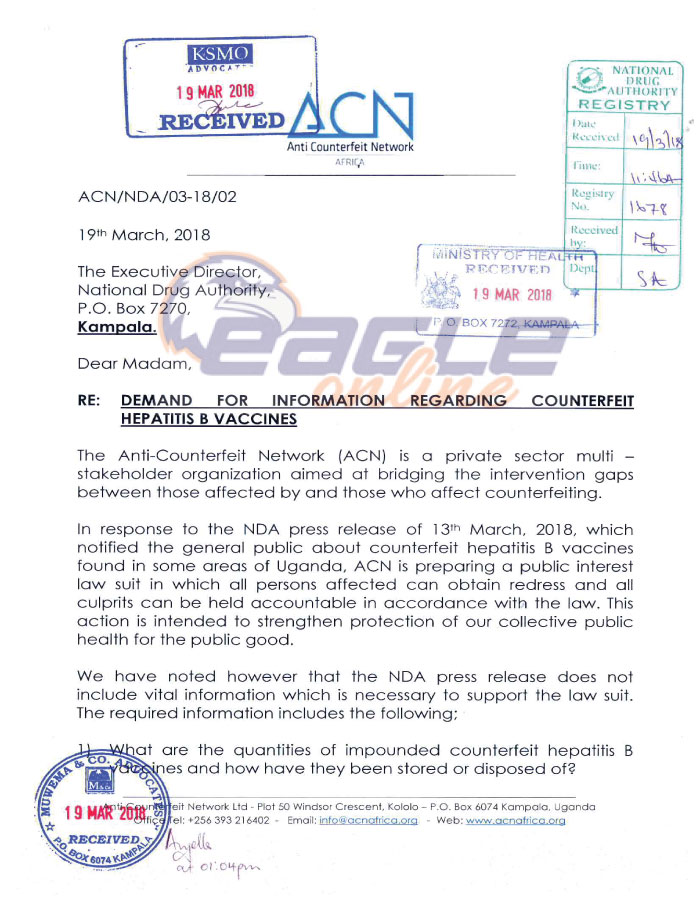 KSMO
ADVOCAT
19 MAR 2018
RECEIVED
ACN
Anti Counterfeit Network
AFRICA
NATIONAL
DRUG
AUTHORITY
REGISTRY
Date
Received 19/3/18
Time: 11:46A
Registry
No. 1678
Received
by:
Dept. SA
ACN/NDA/03-18/02
19th March, 2018
MINISTRY OF HEALTH
RECEIVED
19 MAR 2018
P.O. BOX 7272, KAMPALA
The Executive Director,
National Drug Authority,
P.O. Box 7270,
Kampala.
eagle
online
Dear Madam,
RE: DEMAND FOR INFORMATION REGARDING COUNTERFEIT
HEPATITIS B VACCINES
The Anti-Counterfeit Network (ACN) is a private sector multi –
stakeholder organization aimed at bridging the intervention gaps
between those affected by and those who affect counterfeiting.
In response to the NDA press release of 13th March, 2018, which
notified the general public about counterfeit hepatitis B vaccines
found in some areas of Uganda, ACN is preparing a public interest
law suit in which all persons affected can obtain redress and all
culprits can be held accountable in accordance with the law. This
action is intended to strengthen protection of our collective public
health for the public good.
We have noted however that the NDA press release does not
include vital information which is necessary to support the law suit.
The required information includes the following;
1) What are the quantities of impounded counterfeit hepatitis B
vaccines and how have they been stored or disposed of?
Anti-Counterfeit Network Ltd - Plot 50 Windsor Crescent, Kololo – P.O. Box 6074 Kampala, Uganda
Office Tel: +256 393 216402 - Email: info@acnafrica.org - Web: www.acnafrica.org
MUWEMA & CO. ADVOCATES
19 MAR 2018
RECEIVED
P.O. BOX 6074 KAMPALA
Anjella
at 01:04pm